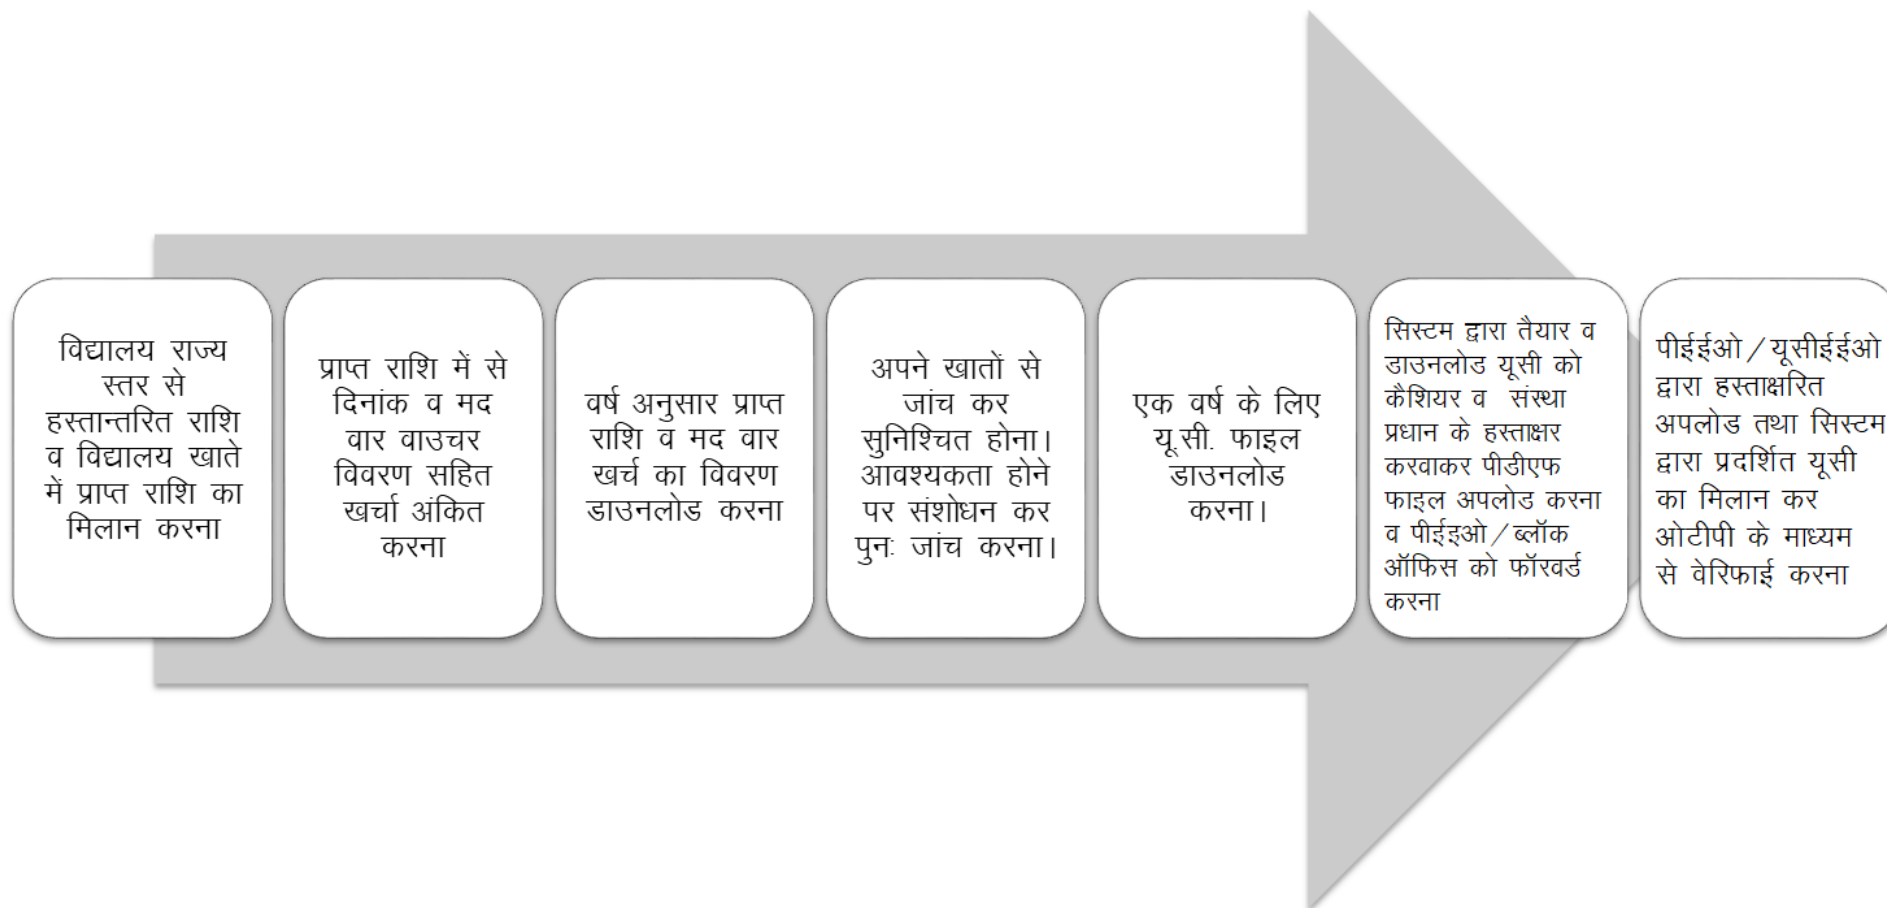 विद्यालय राज्य
स्तर से
हस्तान्तरित राशि
व विद्यालय खाते
में प्राप्त राशि का
मिलान करना
प्राप्त राशि में से
दिनांक व मद
वार वाउचर
विवरण सहित
खर्चा अंकित
करना
वर्ष अनुसार प्राप्त
राशि व मद वार
खर्च का विवरण
डाउनलोड करना
अपने खातों से
जांच कर
सुनिश्चित होना।
आवश्यकता होने
पर संशोधन कर
पुनः जांच करना।
एक वर्ष के लिए
यू.सी. फाइल
डाउनलोड
करना।
सिस्टम द्वारा तैयार व
डाउनलोड यूसी को
कैशियर व संस्था
प्रधान के हस्ताक्षर
करवाकर पीडीएफ
फाइल अपलोड करना
व पीईइओ/ब्लॉक
ऑफिस को फॉरवर्ड
करना
पीईईओ/यूसीईईओ
द्वारा हस्ताक्षरित
अपलोड तथा सिस्टम
द्वारा प्रदर्शित यूसी
का मिलान कर
ओटीपी के माध्यम
से वेरिफाई करना